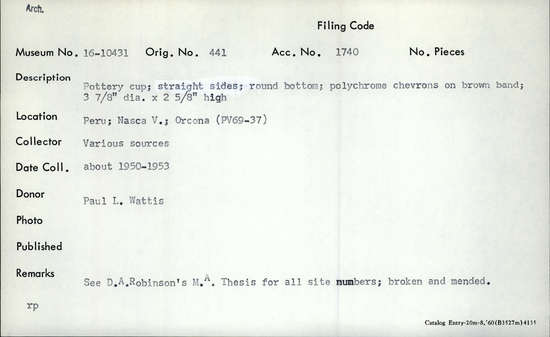 Arch.
Filing Code
Museum No. 16-10431 Orig. No. 441 Acc. No. 1740 No. Pieces
Description Pottery cup; straight sides; round bottom; polychrome chevrons on brown band;
3 7/8" dia. x 2 5/8" high
Location Peru; Nasca V.; Orcona (PV69-37)
Collector Various sources
Date Coll. about 1950-1953
Donor Paul L. Wattis
Photo
Published
Remarks See D.A.Robinson's M.A. Thesis for all site numbers; broken and mended.
rp
Catalog Entry-20m-8,'60(B3527m)4155